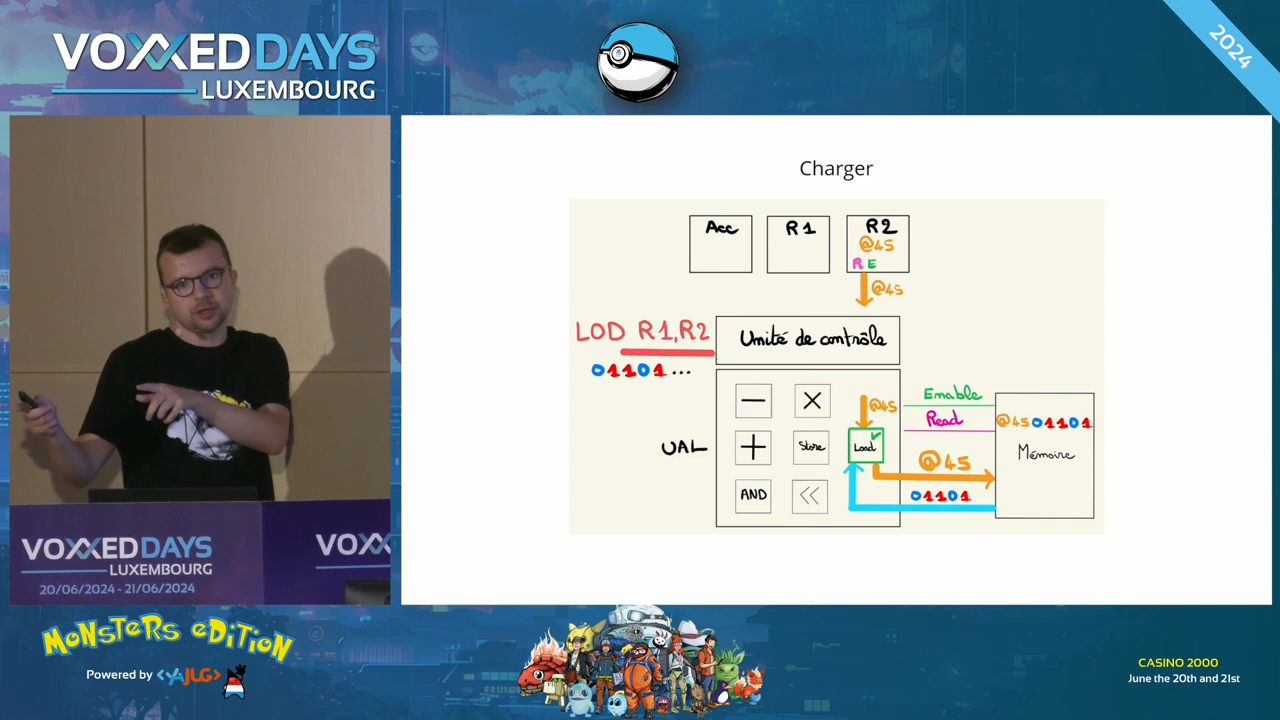 VOXXED DAYS
LUXEMBOURG
2024
Charger
Acc
R1
R2
@45
R E
@45
LOD R1,R2
01101...
Unité de contrôle
− ×
@45
UAL
+ Store Load
AND <<
Enable
Read
@45
01101
@45 01101
Mémoire
VOXXED DAYS
LUXEMBOURG
20/06/2024 - 21/06/2024
VOXX
MONSTERS EDITION
Powered by <YAJUG>
CASINO 2000
June the 20th and 21st